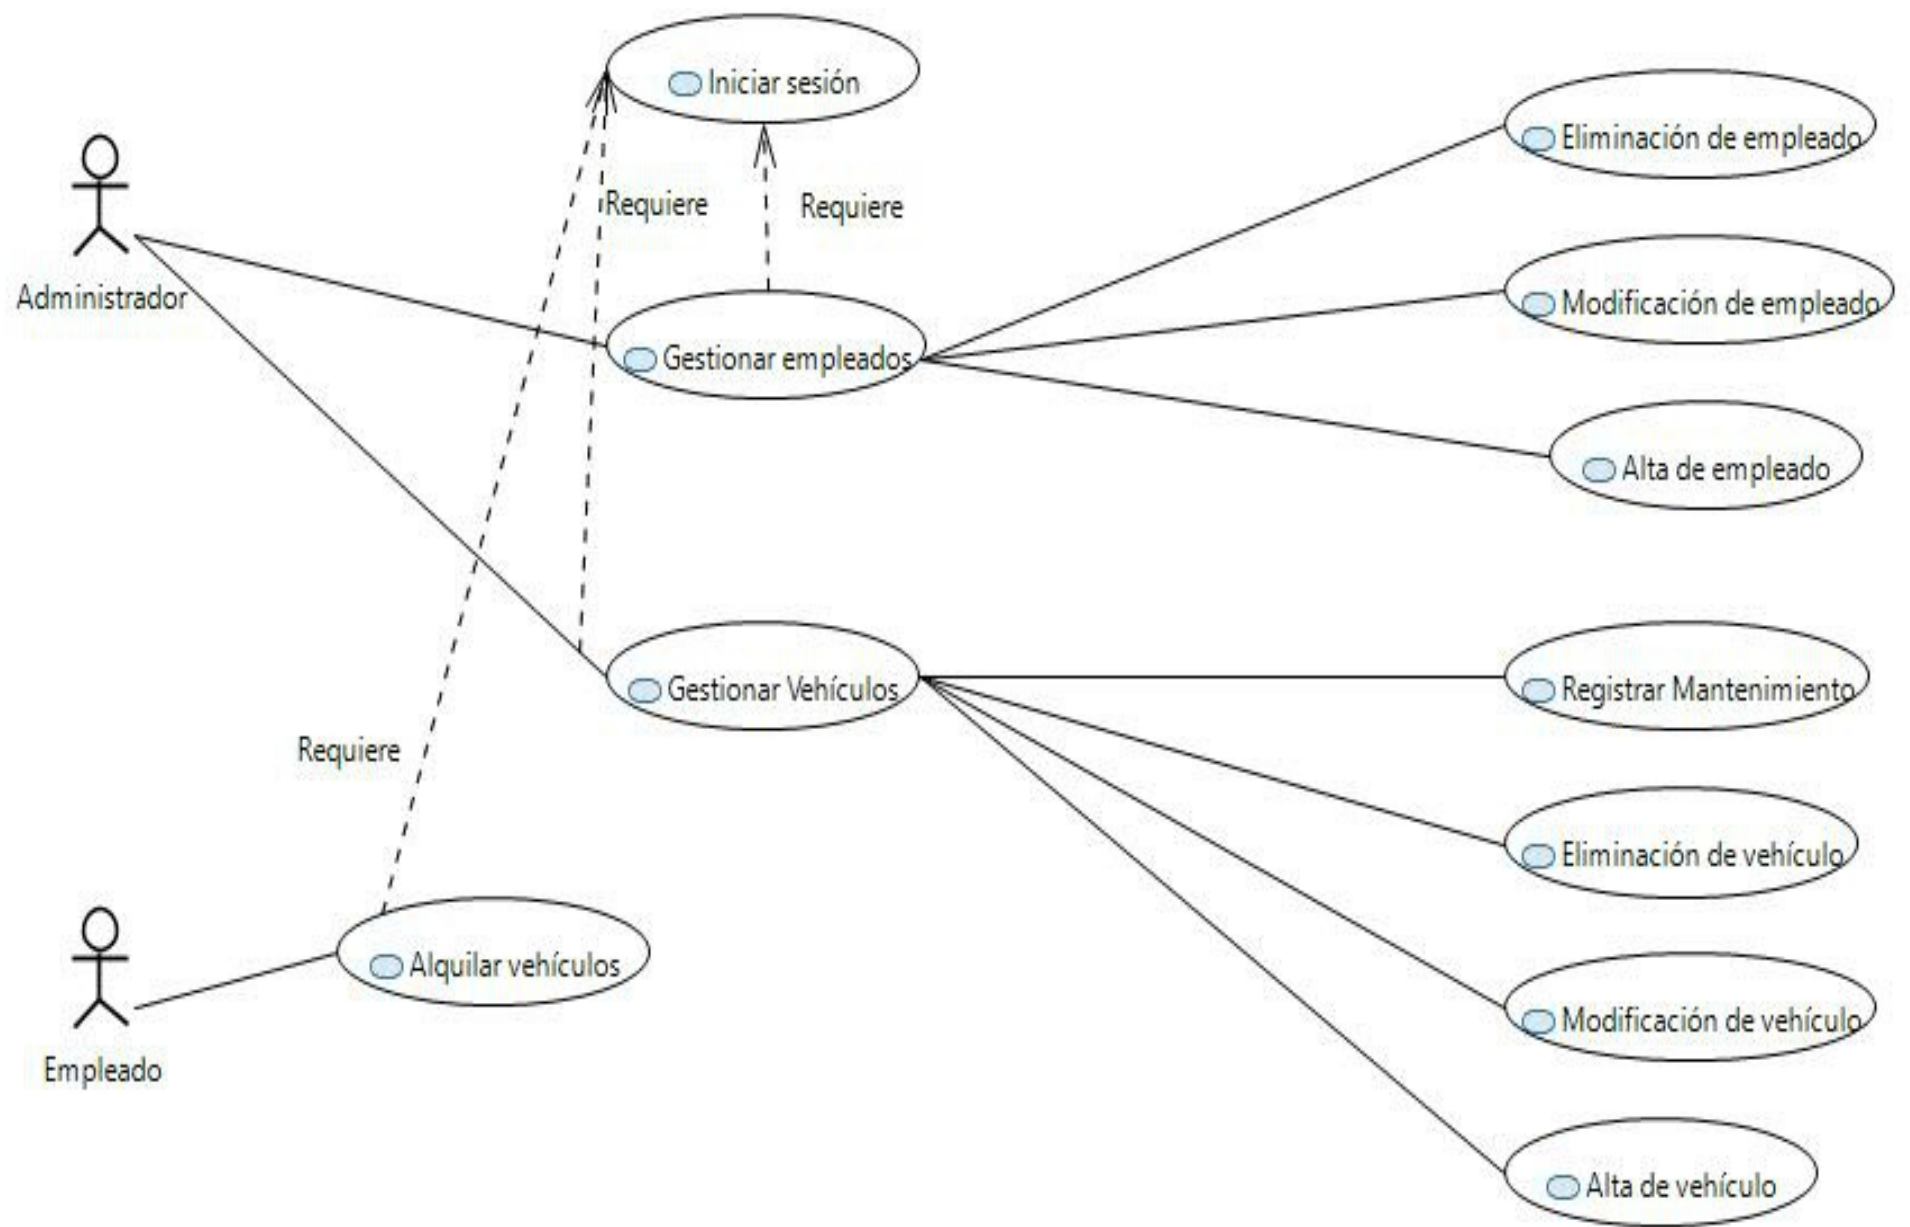 Iniciar sesión
Eliminación de empleado
Requiere
Requiere
Administrador
Modificación de empleado
Gestionar empleados
Alta de empleado
Gestionar Vehículos
Registrar Mantenimiento
Requiere
Eliminación de vehículo
Alquilar vehículos
Modificación de vehículo
Empleado
Alta de vehículo